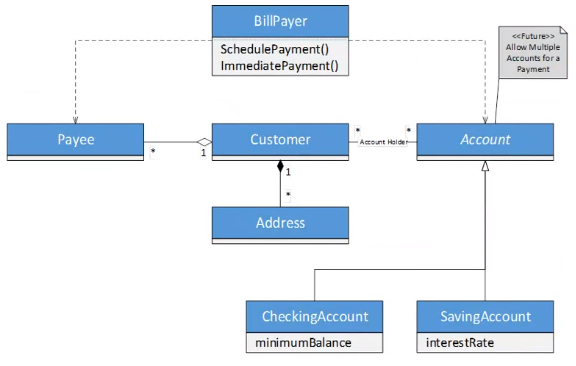 BillPayer
SchedulePayment()
ImmediatePayment()
<<Future>>
Allow Multiple
Accounts for a
Payment
Payee
*
1
Customer
*
Account Holder
*
Account
1
*
Address
CheckingAccount
minimumBalance
SavingAccount
interestRate